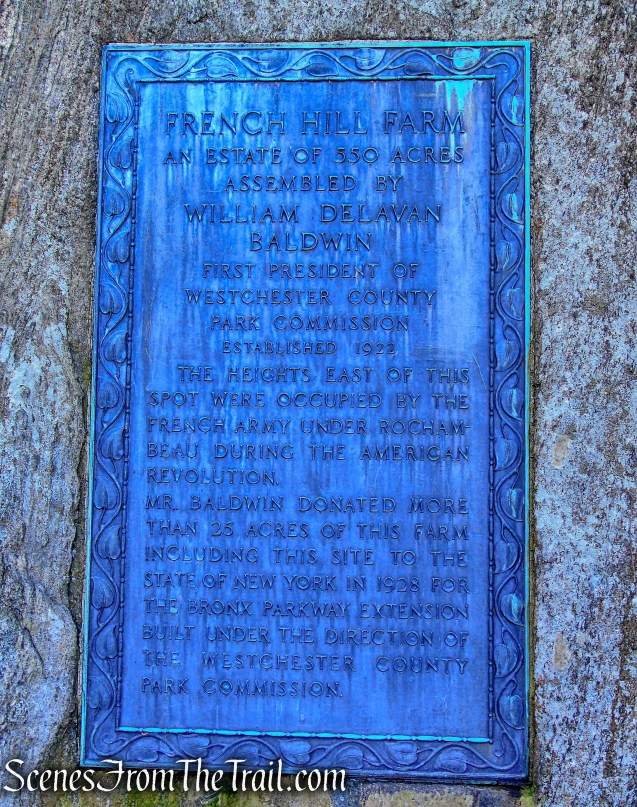 FRENCH HILL FARM
AN ESTATE OF 550 ACRES
ASSEMBLED BY
WILLIAM DELAVAN
BALDWIN
FIRST PRESIDENT OF
WESTCHESTER COUNTY
PARK COMMISSION
ESTABLISHED 1922
THE HEIGHTS EAST OF THIS
SPOT WERE OCCUPIED BY THE
FRENCH ARMY UNDER ROCHAM-
BEAU DURING THE AMERICAN
REVOLUTION.
MR. BALDWIN DONATED MORE
THAN 25 ACRES OF THIS FARM
INCLUDING THIS SITE TO THE
STATE OF NEW YORK IN 1928 FOR
THE BRONX PARKWAY EXTENSION
BUILT UNDER THE DIRECTION OF
THE WESTCHESTER COUNTY
PARK COMMISSION.
ScenesFromTheTrail.com